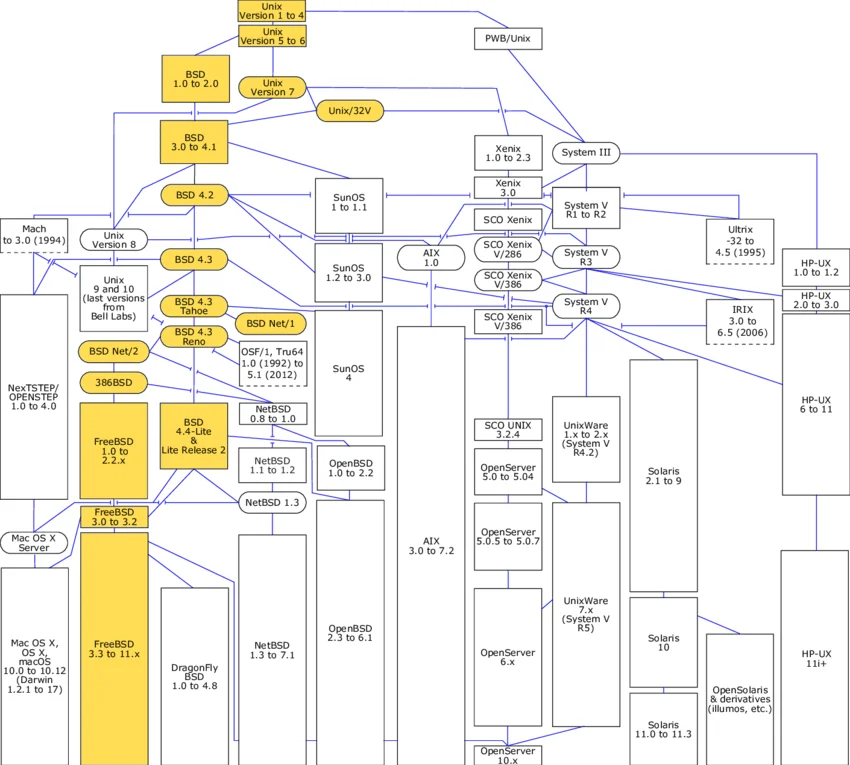 Unix
Version 1 to 4
Unix
Version 5 to 6
PWB/Unix
BSD
1.0 to 2.0
Unix
Version 7
Unix/32V
BSD
3.0 to 4.1
Xenix
1.0 to 2.3
System III
Xenix
3.0
BSD 4.2
SunOS
1 to 1.1
System V
R1 to R2
SCO Xenix
Mach
to 3.0 (1994)
Unix
Version 8
AIX
1.0
SCO Xenix
V/286
System V
R3
Ultrix
-32 to
4.5 (1995)
BSD 4.3
SunOS
1.2 to 3.0
HP-UX
1.0 to 1.2
Unix
9 and 10
(last versions
from
Bell Labs)
SCO Xenix
V/386
BSD 4.3
Tahoe
System V
R4
HP-UX
2.0 to 3.0
IRIX
3.0 to
6.5 (2006)
BSD Net/1
SCO Xenix
V/386
BSD 4.3
Reno
BSD Net/2
OSF/1, Tru64
1.0 (1992) to
5.1 (2012)
SunOS
4
386BSD
NexTSTEP/
OPENSTEP
1.0 to 4.0
HP-UX
6 to 11
NetBSD
0.8 to 1.0
BSD
4.4-Lite
&
Lite Release 2
FreeBSD
1.0 to
2.2.x
SCO UNIX
3.2.4
UnixWare
1.x to 2.x
(System V
R4.2)
NetBSD
1.1 to 1.2
OpenBSD
1.0 to 2.2
OpenServer
5.0 to 5.04
Solaris
2.1 to 9
NetBSD 1.3
FreeBSD
3.0 to 3.2
Mac OS X
Server
OpenServer
5.0.5 to 5.0.7
AIX
3.0 to 7.2
UnixWare
7.x
(System V
R5)
Mac OS X,
OS X,
macOS
10.0 to 10.12
(Darwin
1.2.1 to 17)
FreeBSD
3.3 to 11.x
DragonFly
BSD
1.0 to 4.8
NetBSD
1.3 to 7.1
OpenBSD
2.3 to 6.1
OpenServer
6.x
Solaris
10
HP-UX
11i+
OpenSolaris
& derivatives
(illumos, etc.)
Solaris
11.0 to 11.3
OpenServer
10.x